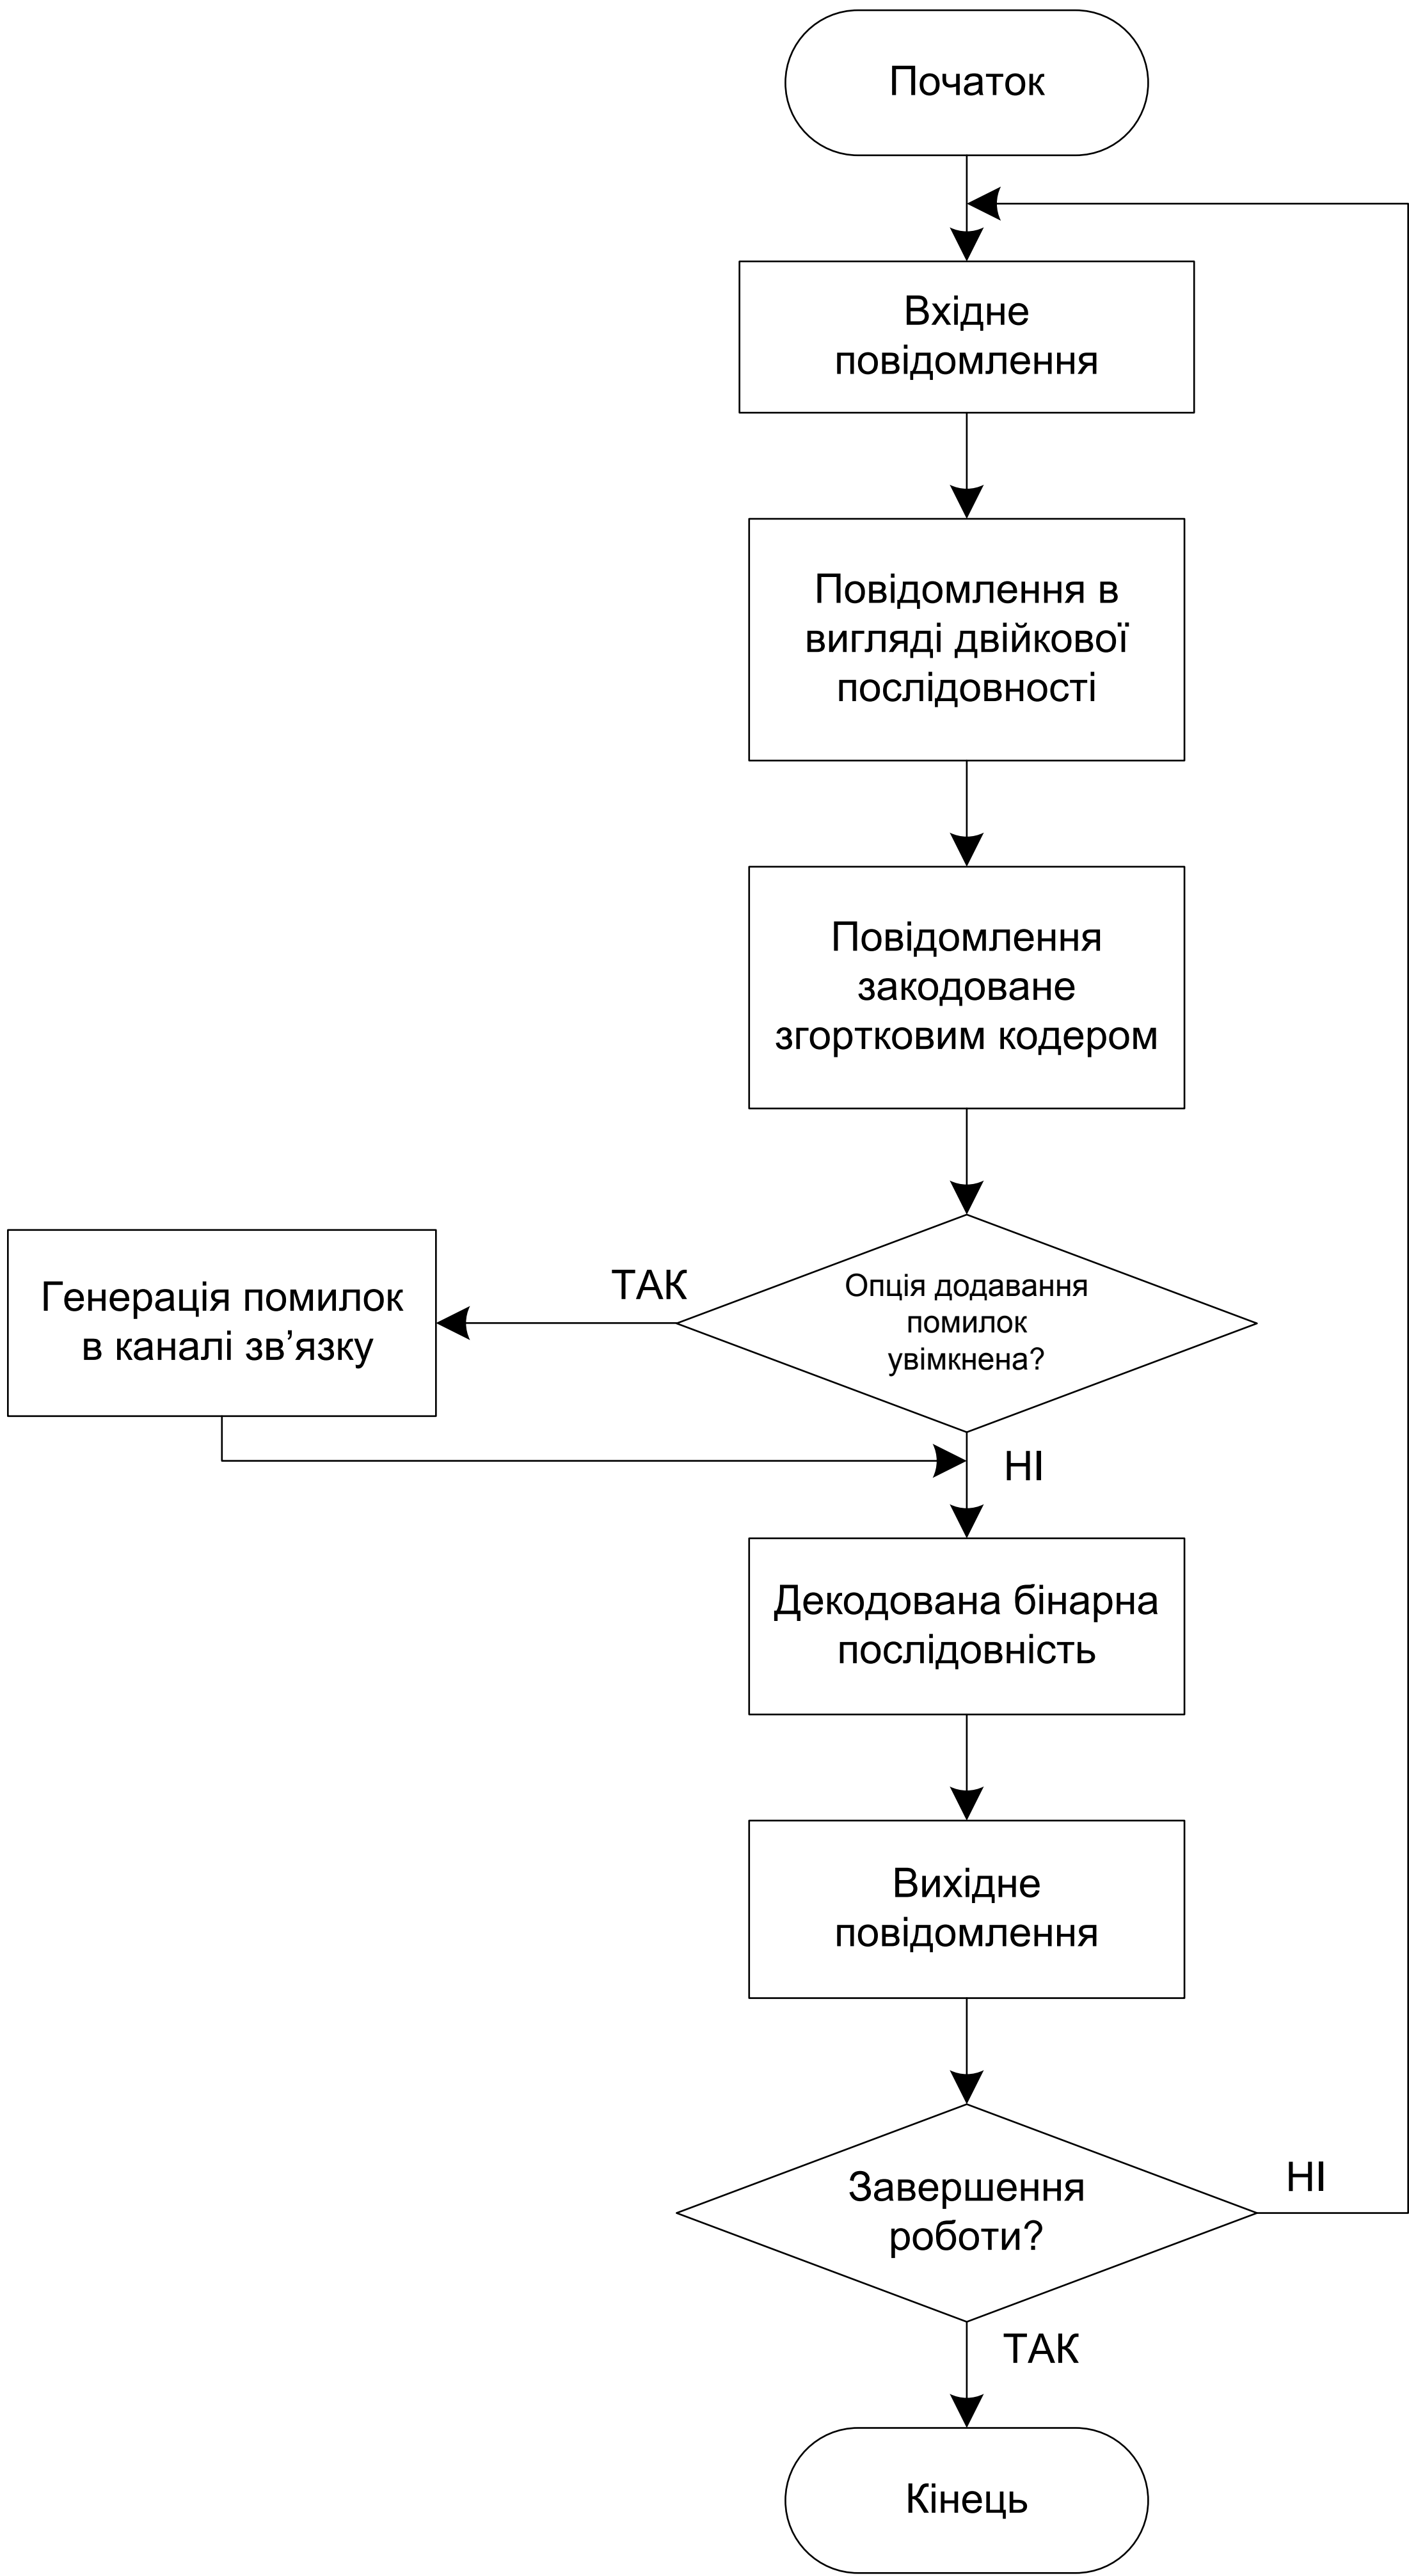 Початок
Вхідне
повідомлення
Повідомлення в
вигляді двійкової
послідовності
Повідомлення
закодоване
згортковим кодером
Опція додавання
помилок
увімкнена?
ТАК
Генерація помилок
в каналі зв’язку
НІ
Декодована бінарна
послідовність
Вихідне
повідомлення
Завершення
роботи?
НІ
ТАК
Кінець